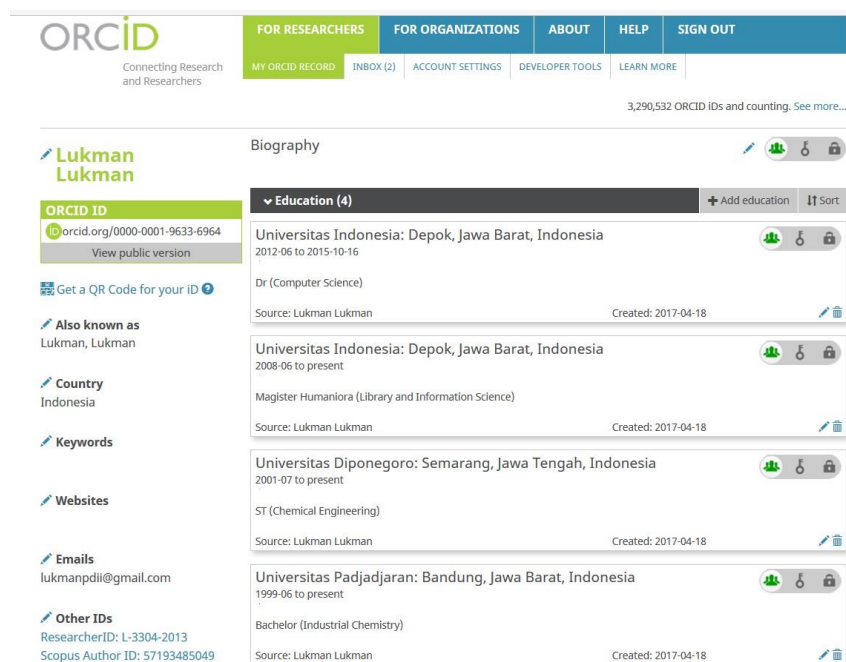 ORCiD
Connecting Research
and Researchers
FOR RESEARCHERS FOR ORGANIZATIONS ABOUT HELP SIGN OUT
MY ORCID RECORD INBOX (2) ACCOUNT SETTINGS DEVELOPER TOOLS LEARN MORE
3,290,532 ORCID iDs and counting. See more...
Lukman
Lukman
ORCID ID
iD orcid.org/0000-0001-9633-6964
View public version
Get a QR Code for your iD ?
Also known as
Lukman, Lukman
Country
Indonesia
Keywords
Websites
Emails
lukmanpdii@gmail.com
Other IDs
ResearcherID: L-3304-2013
Scopus Author ID: 57193485049
Biography
Education (4) + Add education Sort
Universitas Indonesia: Depok, Jawa Barat, Indonesia
2012-06 to 2015-10-16
Dr (Computer Science)
Source: Lukman Lukman Created: 2017-04-18
Universitas Indonesia: Depok, Jawa Barat, Indonesia
2008-06 to present
Magister Humaniora (Library and Information Science)
Source: Lukman Lukman Created: 2017-04-18
Universitas Diponegoro: Semarang, Jawa Tengah, Indonesia
2001-07 to present
ST (Chemical Engineering)
Source: Lukman Lukman Created: 2017-04-18
Universitas Padjadjaran: Bandung, Jawa Barat, Indonesia
1999-06 to present
Bachelor (Industrial Chemistry)
Source: Lukman Lukman Created: 2017-04-18